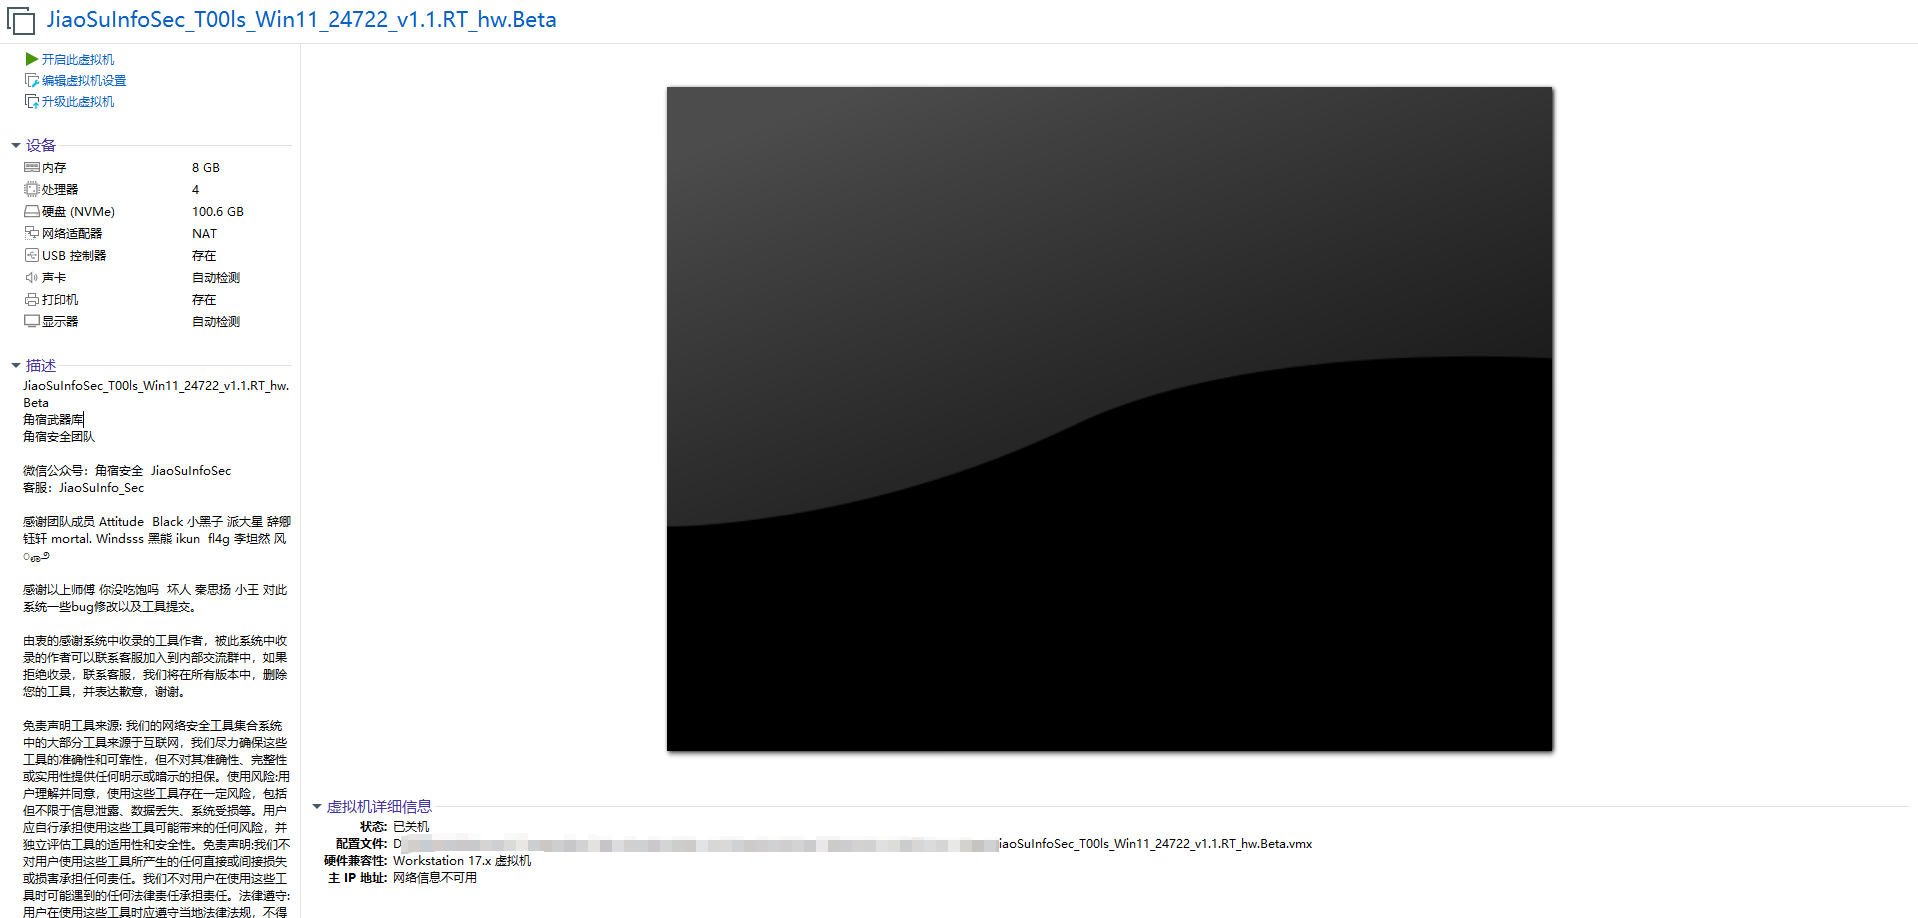 JiaoSuInfoSec_T00ls_Win11_24722_v1.1.RT_hw.Beta
开启此虚拟机
编辑虚拟机设置
升级此虚拟机
设备
内存 8 GB
处理器 4
硬盘 (NVMe) 100.6 GB
网络适配器 NAT
USB 控制器 存在
声卡 自动检测
打印机 存在
显示器 自动检测
描述
JiaoSuInfoSec_T00ls_Win11_24722_v1.1.RT_hw.
Beta
角宿武器库
角宿安全团队
微信公众号：角宿安全  JiaoSuInfoSec
客服：JiaoSuInfo_Sec
感谢团队成员 Attitude  Black 小黑子 派大星 辞卿
钰轩 mortal. Windsss 黑熊 ikun  fl4g 李坦然 风
感谢以上师傅 你没吃饱吗  坏人 秦思扬 小王 对此
系统一些bug修改以及工具提交。
由衷的感谢系统中收录的工具作者，被此系统中收
录的作者可以联系客服加入到内部交流群中，如果
拒绝收录，联系客服，我们将在所有版本中，删除
您的工具，并表达歉意，谢谢。
免责声明工具来源: 我们的网络安全工具集合系统
中的大部分工具来源于互联网，我们尽力确保这些
工具的准确性和可靠性，但不对其准确性、完整性
或实用性提供任何明示或暗示的担保。使用风险:用
户理解并同意，使用这些工具存在一定风险，包括
但不限于信息泄露、数据丢失、系统受损等。用户
应自行承担使用这些工具可能带来的任何风险，并
独立评估工具的适用性和安全性。免责声明:我们不
对用户使用这些工具所产生的任何直接或间接损失
或损害承担任何责任。我们不对用户在使用这些工
具时可能遇到的任何法律责任承担责任。法律遵守:
用户在使用这些工具时应遵守当地法律法规，不得
虚拟机详细信息
状态: 已关机
配置文件: D iaoSuInfoSec_T00ls_Win11_24722_v1.1.RT_hw.Beta.vmx
硬件兼容性: Workstation 17.x 虚拟机
主 IP 地址: 网络信息不可用